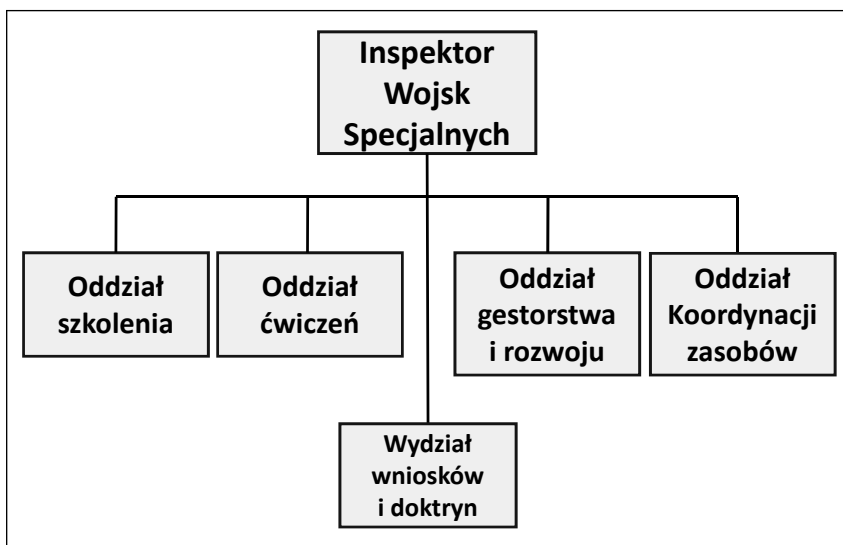 Inspektor
Wojsk
Specjalnych
Oddział
szkolenia
Oddział
ćwiczeń
Oddział
gestorstwa
i rozwoju
Oddział
Koordynacji
zasobów
Wydział
wniosków
i doktryn